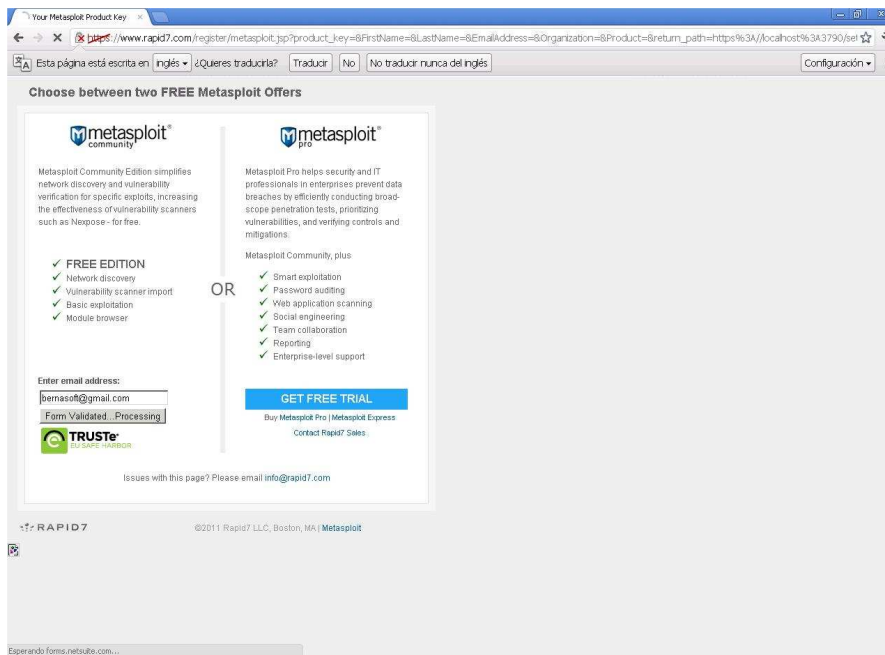 Your Metasploit Product Key
https://www.rapid7.com/register/metasploit.jsp?product_key=&FirstName=&LastName=&EmailAddress=&Organization=&Product=&return_path=https%3A//localhost%3A3790/set
Esta página está escrita en inglés ¿Quieres traducirla? Traducir No No traducir nunca del inglés Configuración
Choose between two FREE Metasploit Offers
metasploit®
community
Metasploit Community Edition simplifies
network discovery and vulnerability
verification for specific exploits, increasing
the effectiveness of vulnerability scanners
such as Nexpose - for free.
FREE EDITION
Network discovery
Vulnerability scanner import
Basic exploitation
Module browser
Enter email address:
bernasoft@gmail.com
Form Validated...Processing
TRUSTe
EU SAFE HARBOR
OR
metasploit®
pro
Metasploit Pro helps security and IT
professionals in enterprises prevent data
breaches by efficiently conducting broad-
scope penetration tests, prioritizing
vulnerabilities, and verifying controls and
mitigations.
Metasploit Community, plus
Smart exploitation
Password auditing
Web application scanning
Social engineering
Team collaboration
Reporting
Enterprise-level support
GET FREE TRIAL
Buy Metasploit Pro | Metasploit Express
Contact Rapid7 Sales
Issues with this page? Please email info@rapid7.com
RAPID7
©2011 Rapid7 LLC, Boston, MA | Metasploit
Esperando forms.netsuite.com...